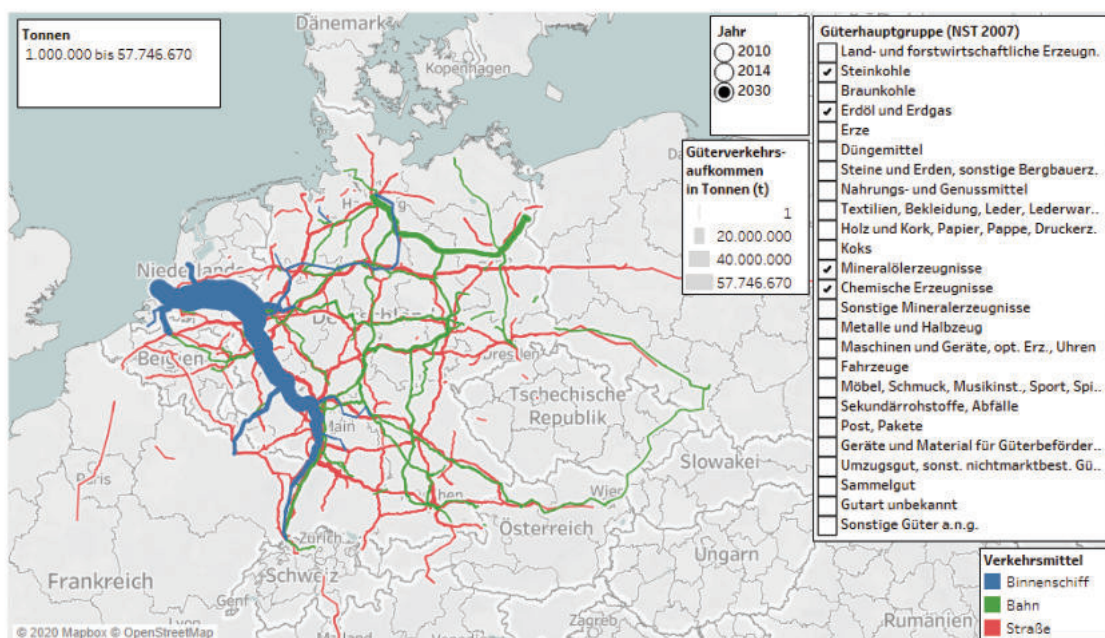 Tonnen
1.000.000 bis 57.746.670
Jahr
2010
2014
2030
Güterverkehrs-
aufkommen
in Tonnen (t)
1
20.000.000
40.000.000
57.746.670
Güterhauptgruppe (NST 2007)
Land- und forstwirtschaftliche Erzeugn.
Steinkohle
Braunkohle
Erdöl und Erdgas
Erze
Düngemittel
Steine und Erden, sonstige Bergbauerz.
Nahrungs- und Genussmittel
Textilien, Bekleidung, Leder, Lederwar..
Holz und Kork, Papier, Pappe, Druckerz.
Koks
Mineralölerzeugnisse
Chemische Erzeugnisse
Sonstige Mineralerzeugnisse
Metalle und Halbzeug
Maschinen und Geräte, opt. Erz., Uhren
Fahrzeuge
Möbel, Schmuck, Musikinst., Sport, Spi..
Sekundärrohstoffe, Abfälle
Post, Pakete
Geräte und Material für Güterbeförder..
Umzugsgut, sonst. nichtmarktbest. Gü..
Sammelgut
Gutart unbekannt
Sonstige Güter a.n.g.
Verkehrsmittel
Binnenschiff
Bahn
Straße
Dänemark
Kopenhagen
Belgien
Dresden
Tschechische
Republik
Main
Paris
Slowakei
Wien
Österreich
Zürich
Schweiz
Ungarn
Frankreich
Genf
Lyon
Zagreb
Rumänien
© 2020 Mapbox © OpenStreetMap